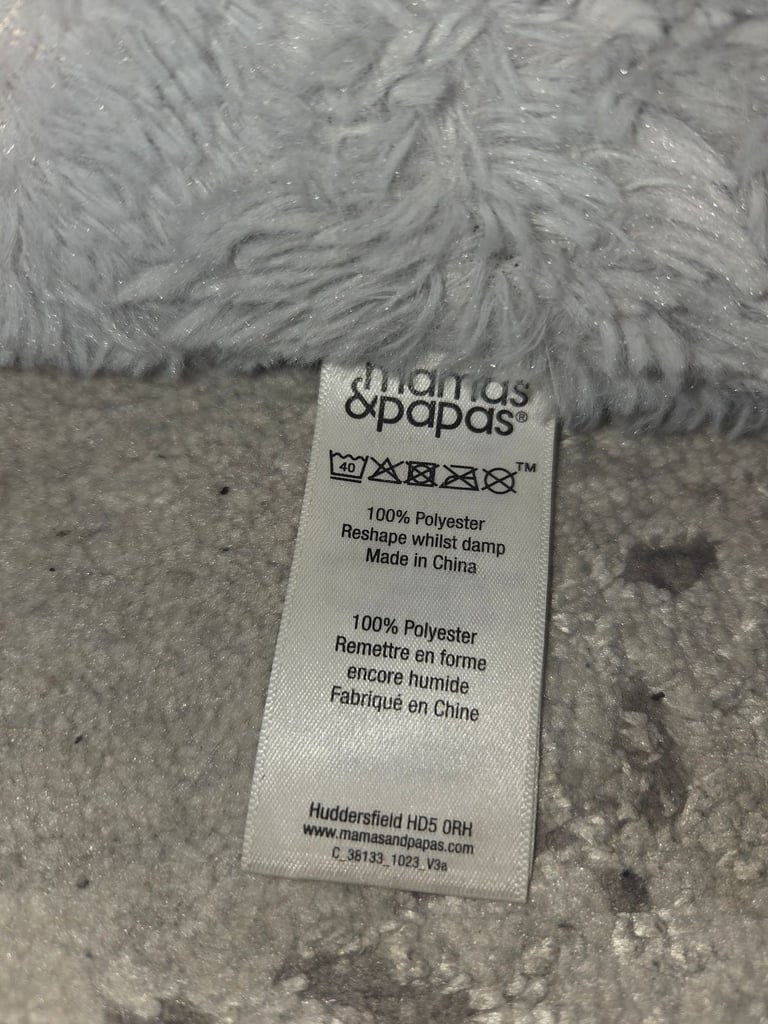 mamas
&papas®
40 TM
100% Polyester
Reshape whilst damp
Made in China
100% Polyester
Remettre en forme
encore humide
Fabriqué en Chine
Huddersfield HD5 0RH
www.mamasandpapas.com
C_36133_1023_V3a